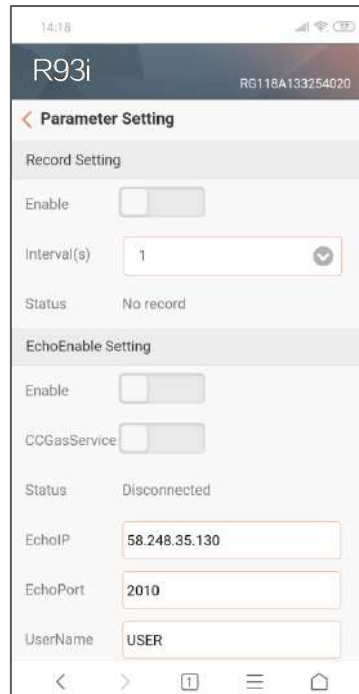 14:18
R93i
RG118A133254020
Parameter Setting
Record Setting
Enable
Interval(s) 1
Status No record
EchoEnable Setting
Enable
CCGasService
Status Disconnected
EchoIP 58.248.35.130
EchoPort 2010
UserName USER
1